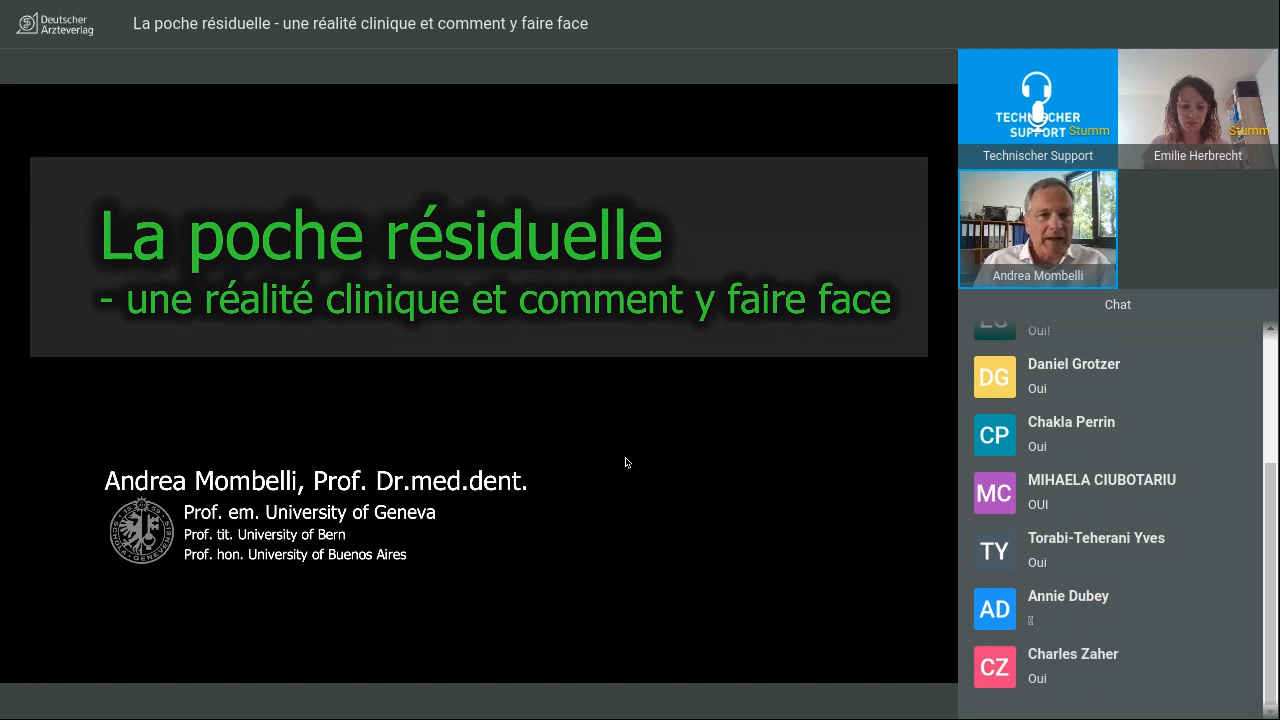 Deutscher
Ärzteverlag
La poche résiduelle - une réalité clinique et comment y faire face
La poche résiduelle
- une réalité clinique et comment y faire face
Andrea Mombelli, Prof. Dr.med.dent.
Prof. em. University of Geneva
Prof. tit. University of Bern
Prof. hon. University of Buenos Aires
TECHNISCHER
SUPPORT
Stumm
Technischer Support
Stumm
Emilie Herbrecht
Andrea Mombelli
Chat
Oui!
DG
Daniel Grotzer
Oui
CP
Chakla Perrin
Oui
MC
MIHAELA CIUBOTARIU
OUI
TY
Torabi-Teherani Yves
Oui
AD
Annie Dubey
CZ
Charles Zaher
Oui